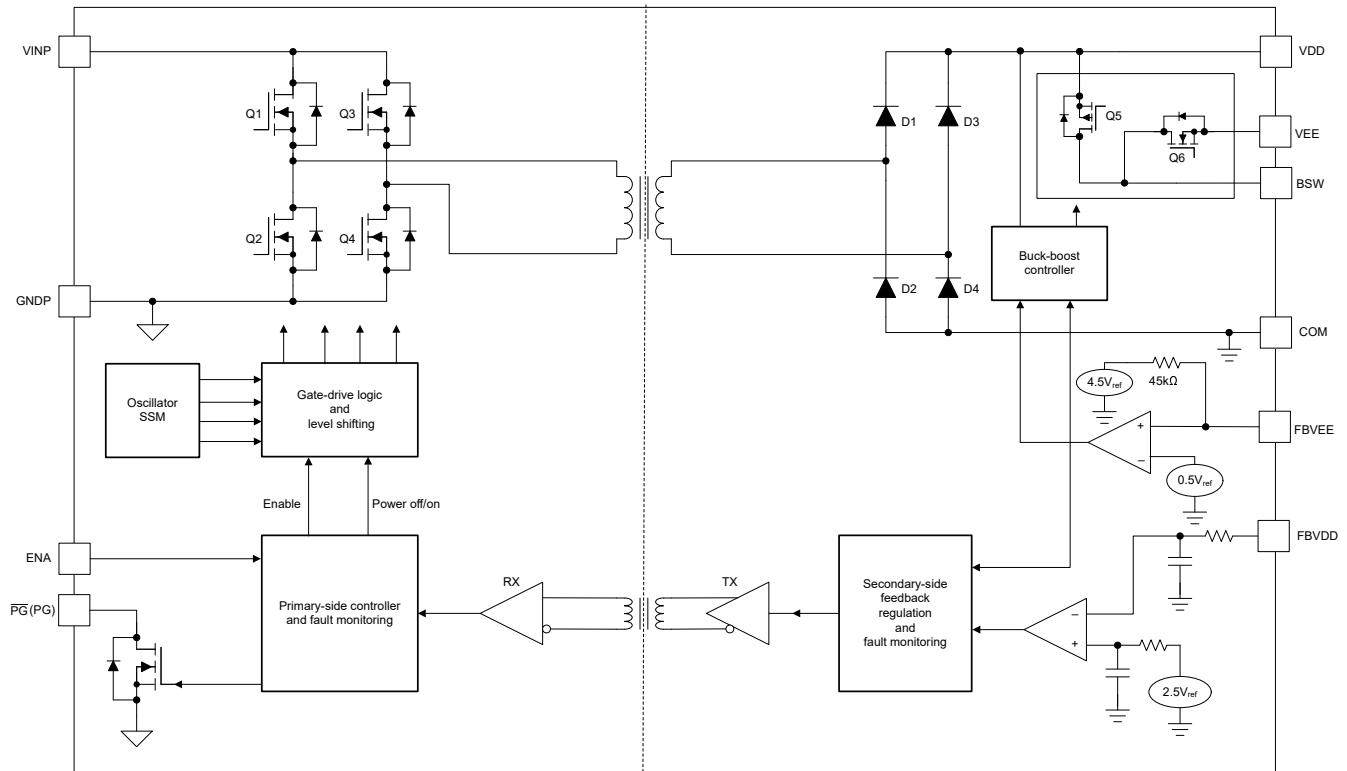 VINP
VDD
Q1
Q3
D1
D3
Q5
VEE
Q6
BSW
Q2
Q4
Buck-boost
controller
D2
D4
GNDP
COM
4.5Vref
45kΩ
Oscillator
SSM
Gate-drive logic
and
level shifting
FBVEE
+
–
0.5Vref
Enable
Power off/on
FBVDD
ENA
PG(PG)
RX
TX
Primary-side controller
and fault monitoring
Secondary-side
feedback
regulation
and
fault monitoring
–
+
2.5Vref